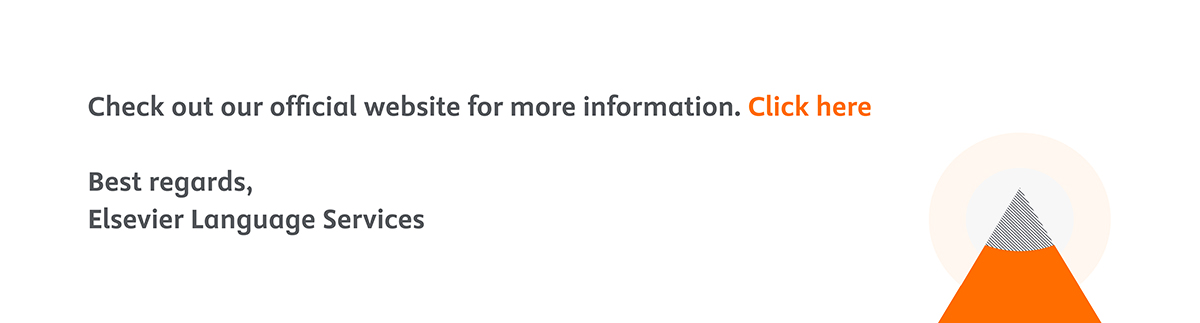 Check out our official website for more information. Click here
Best regards,
Elsevier Language Services